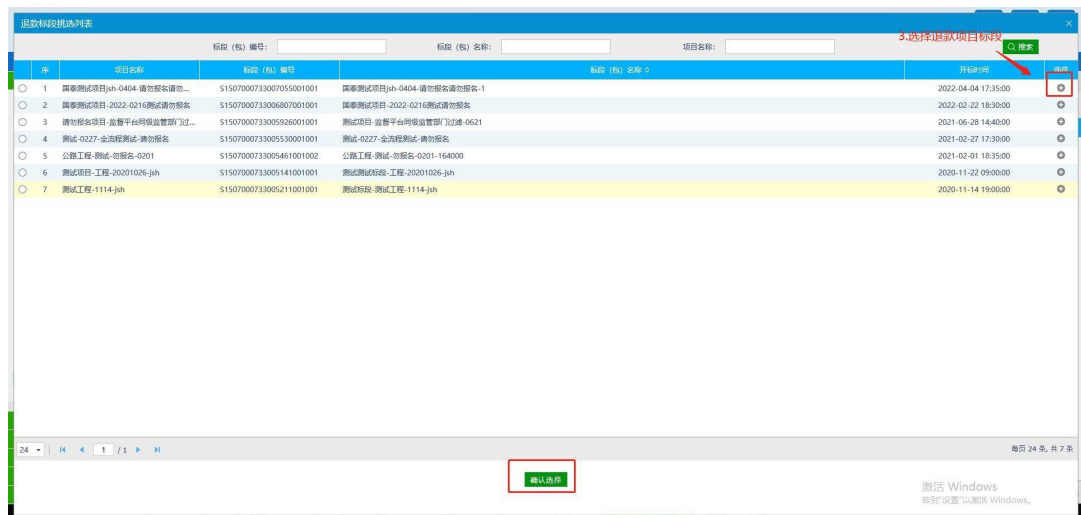 退款标段挑选列表
标段（包）编号： 标段（包）名称： 项目名称： 搜索
3.选择退款项目标段
序 项目名称 标段（包）编号 标段（包）名称 开标时间 选择
1 国泰测试项目jsh-0404-请勿报名请勿... S1507000733007055001001 国泰测试项目jsh-0404-请勿报名请勿报名-1 2022-04-04 17:35:00
2 国泰测试项目-2022-0216测试请勿报名 S1507000733006807001001 国泰测试项目-2022-0216测试请勿报名 2022-02-22 18:30:00
3 请勿报名项目-监督平台同级监管部门过... S1507000733005926001001 测试项目-监督平台同级监管部门过滤-0621 2021-06-28 14:40:00
4 测试-0227-全流程测试-请勿报名 S1507000733005530001001 测试-0227-全流程测试-请勿报名 2021-02-27 17:30:00
5 公路工程-测试-勿报名-0201 S1507000733005461001002 公路工程-测试-勿报名-0201-164000 2021-02-01 18:35:00
6 测试项目-工程-20201026-jsh S1507000733005141001001 测试测试标段-工程-20201026-jsh 2020-11-22 09:00:00
7 测试工程-1114-jsh S1507000733005211001001 测试标段-测试工程-1114-jsh 2020-11-14 19:00:00
24 1 / 1 每页 24 条, 共 7 条
确认选择
激活 Windows
转到"设置"以激活 Windows。